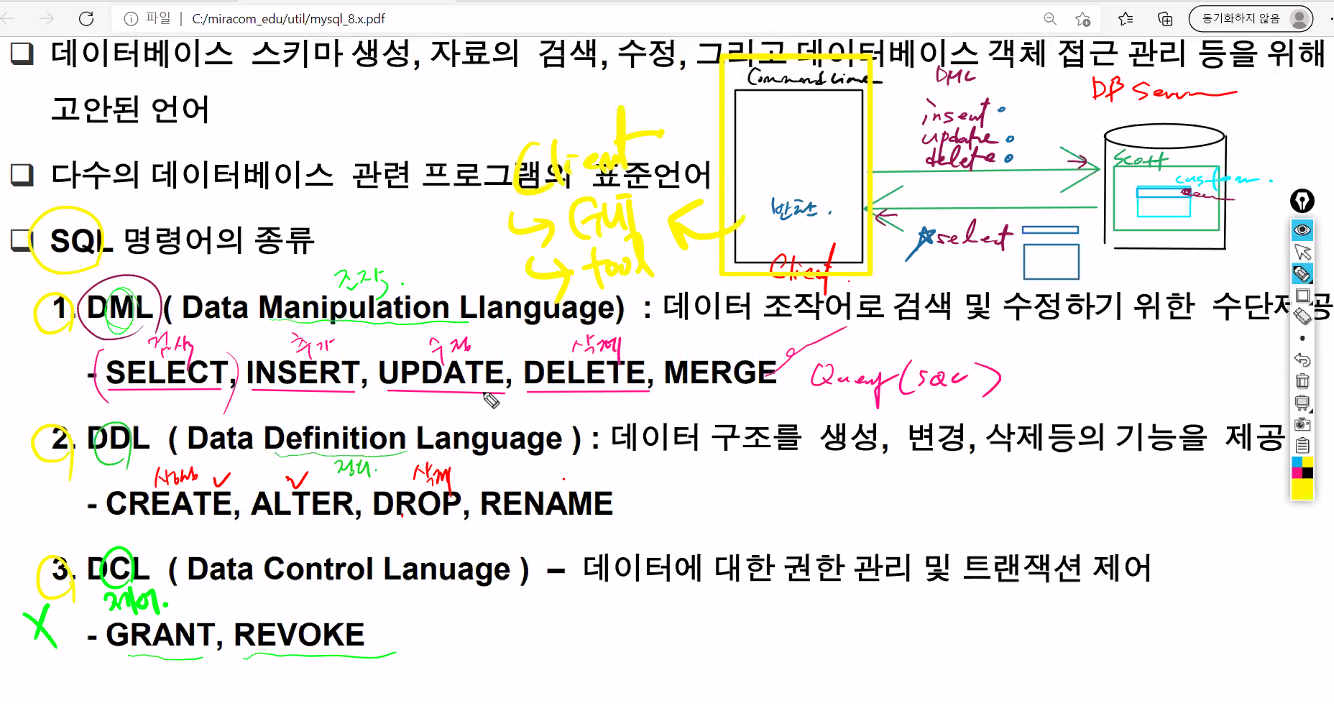 파일 | C:/miracom_edu/util/mysql_8.x.pdf
동기화하지 않음
데이터베이스 스키마 생성, 자료의 검색, 수정, 그리고 데이터베이스 객체 접근 관리 등을 위해
고안된 언어
DML
DB Server
insert
update
delete
Scott
Client
다수의 데이터베이스 관련 프로그램의 표준언어
GUI
tool
select
Client
SQL 명령어의 종류
조작.
1. DML ( Data Manipulation Llanguage) : 데이터 조작어로 검색 및 수정하기 위한 수단제공
검색 추가 수정 삭제
- SELECT, INSERT, UPDATE, DELETE, MERGE
Query(SQL)
2. DDL ( Data Definition Language ) : 데이터 구조를 생성, 변경, 삭제등의 기능을 제공
정의.
생성 삭제
- CREATE, ALTER, DROP, RENAME
3. DCL ( Data Control Lanuage ) – 데이터에 대한 권한 관리 및 트랜잭션 제어
제어.
X
- GRANT, REVOKE